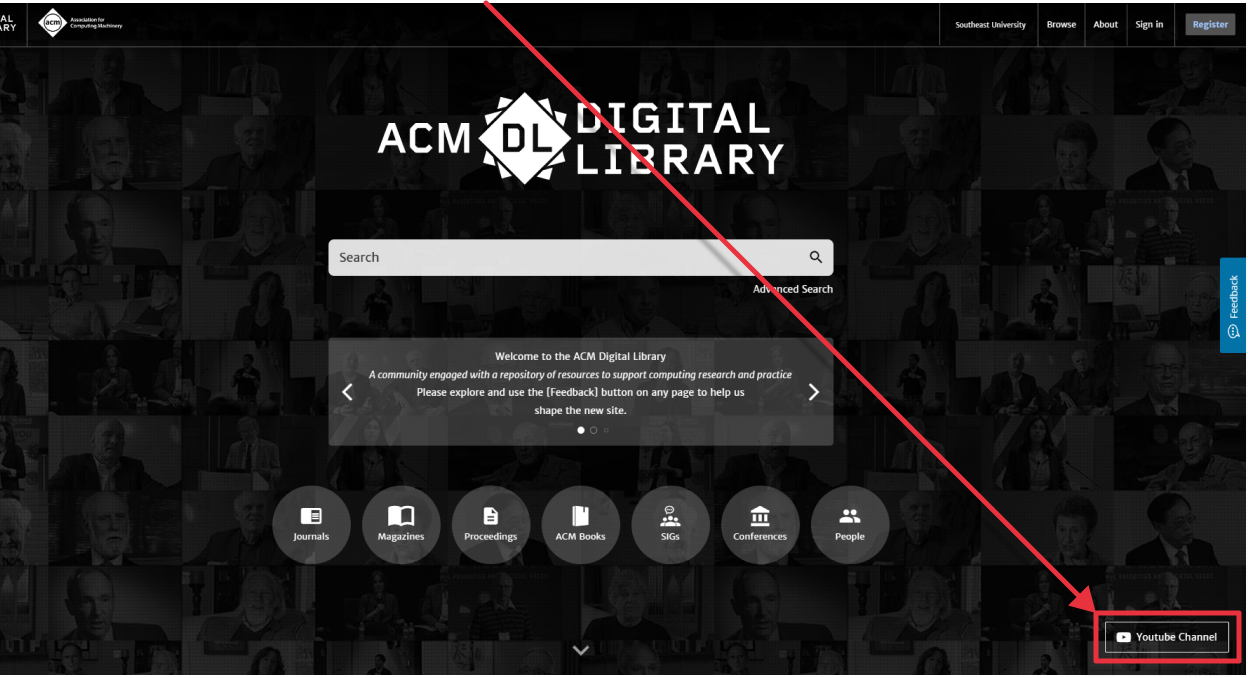 AL
ARY
acm
Association for
Computing Machinery
Southeast University
Browse
About
Sign in
Register
ACM DL DIGITAL
LIBRARY
Search
Advanced Search
Feedback
Welcome to the ACM Digital Library
A community engaged with a repository of resources to support computing research and practice
Please explore and use the [Feedback] button on any page to help us
shape the new site.
Journals
Magazines
Proceedings
ACM Books
SIGs
Conferences
People
Youtube Channel